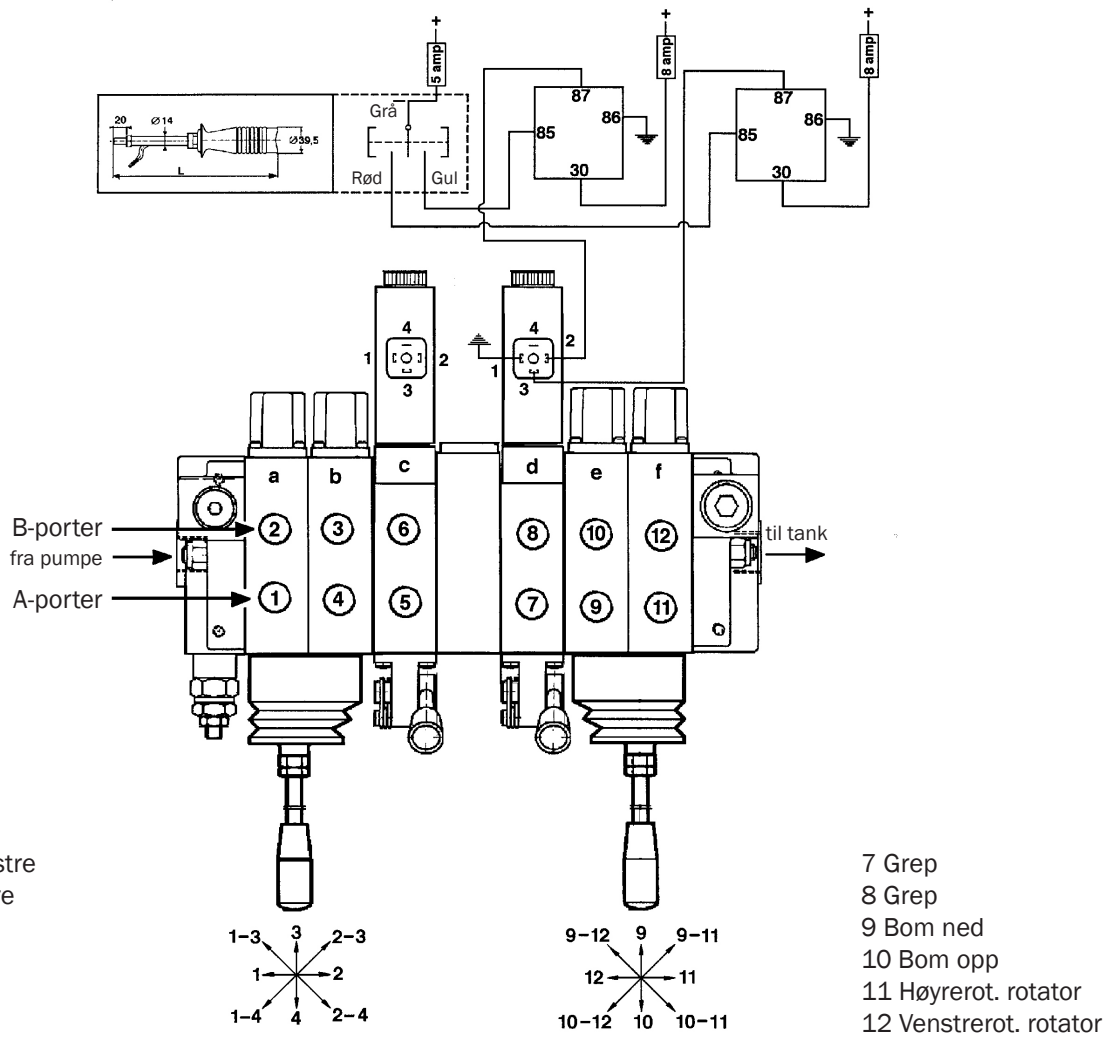 +
5 amp
+
8 amp
+
8 amp
20
Ø14
Ø39,5
L
Grå
Rød
Gul
87
85
86
30
87
85
86
30
4
1
2
3
4
1
2
3
a
b
c
d
e
f
B-porter
fra pumpe
A-porter
2
3
6
8
10
12
1
4
5
7
9
11
til tank
stre
e
1–3
3
2–3
1
2
1–4
4
2–4
9–12
9
9–11
12
11
10–12
10
10–11
7 Grep
8 Grep
9 Bom ned
10 Bom opp
11 Høyrerot. rotator
12 Venstrerot. rotator